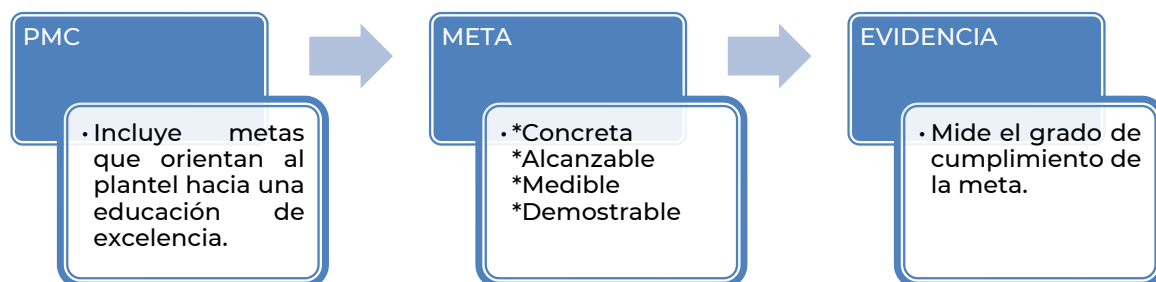 PMC
· Incluye metas
que orientan al
plantel hacia una
educación de
excelencia.
META
· *Concreta
*Alcanzable
*Medible
*Demostrable
EVIDENCIA
· Mide el grado de
cumplimiento de
la meta.